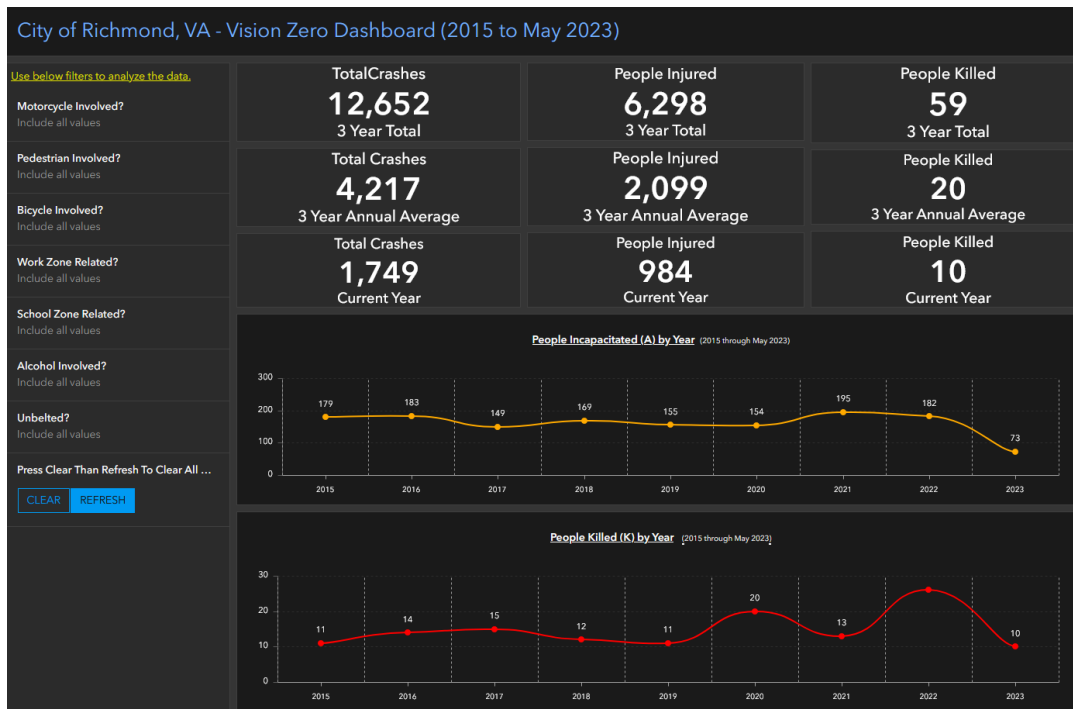 City of Richmond, VA - Vision Zero Dashboard (2015 to May 2023)
Use below filters to analyze the data.
Motorcycle Involved?
Include all values
Pedestrian Involved?
Include all values
Bicycle Involved?
Include all values
Work Zone Related?
Include all values
School Zone Related?
Include all values
Alcohol Involved?
Include all values
Unbelted?
Include all values
Press Clear Than Refresh To Clear All ...
CLEAR REFRESH
TotalCrashes
12,652
3 Year Total
People Injured
6,298
3 Year Total
People Killed
59
3 Year Total
Total Crashes
4,217
3 Year Annual Average
People Injured
2,099
3 Year Annual Average
People Killed
20
3 Year Annual Average
Total Crashes
1,749
Current Year
People Injured
984
Current Year
People Killed
10
Current Year
People Incapacitated (A) by Year (2015 through May 2023)
300
200
100
0
179 183 149 169 155 154 195 182 73
2015 2016 2017 2018 2019 2020 2021 2022 2023
People Killed (K) by Year (2015 through May 2023)
30
20
10
0
11 14 15 12 11 20 13 10
2015 2016 2017 2018 2019 2020 2021 2022 2023